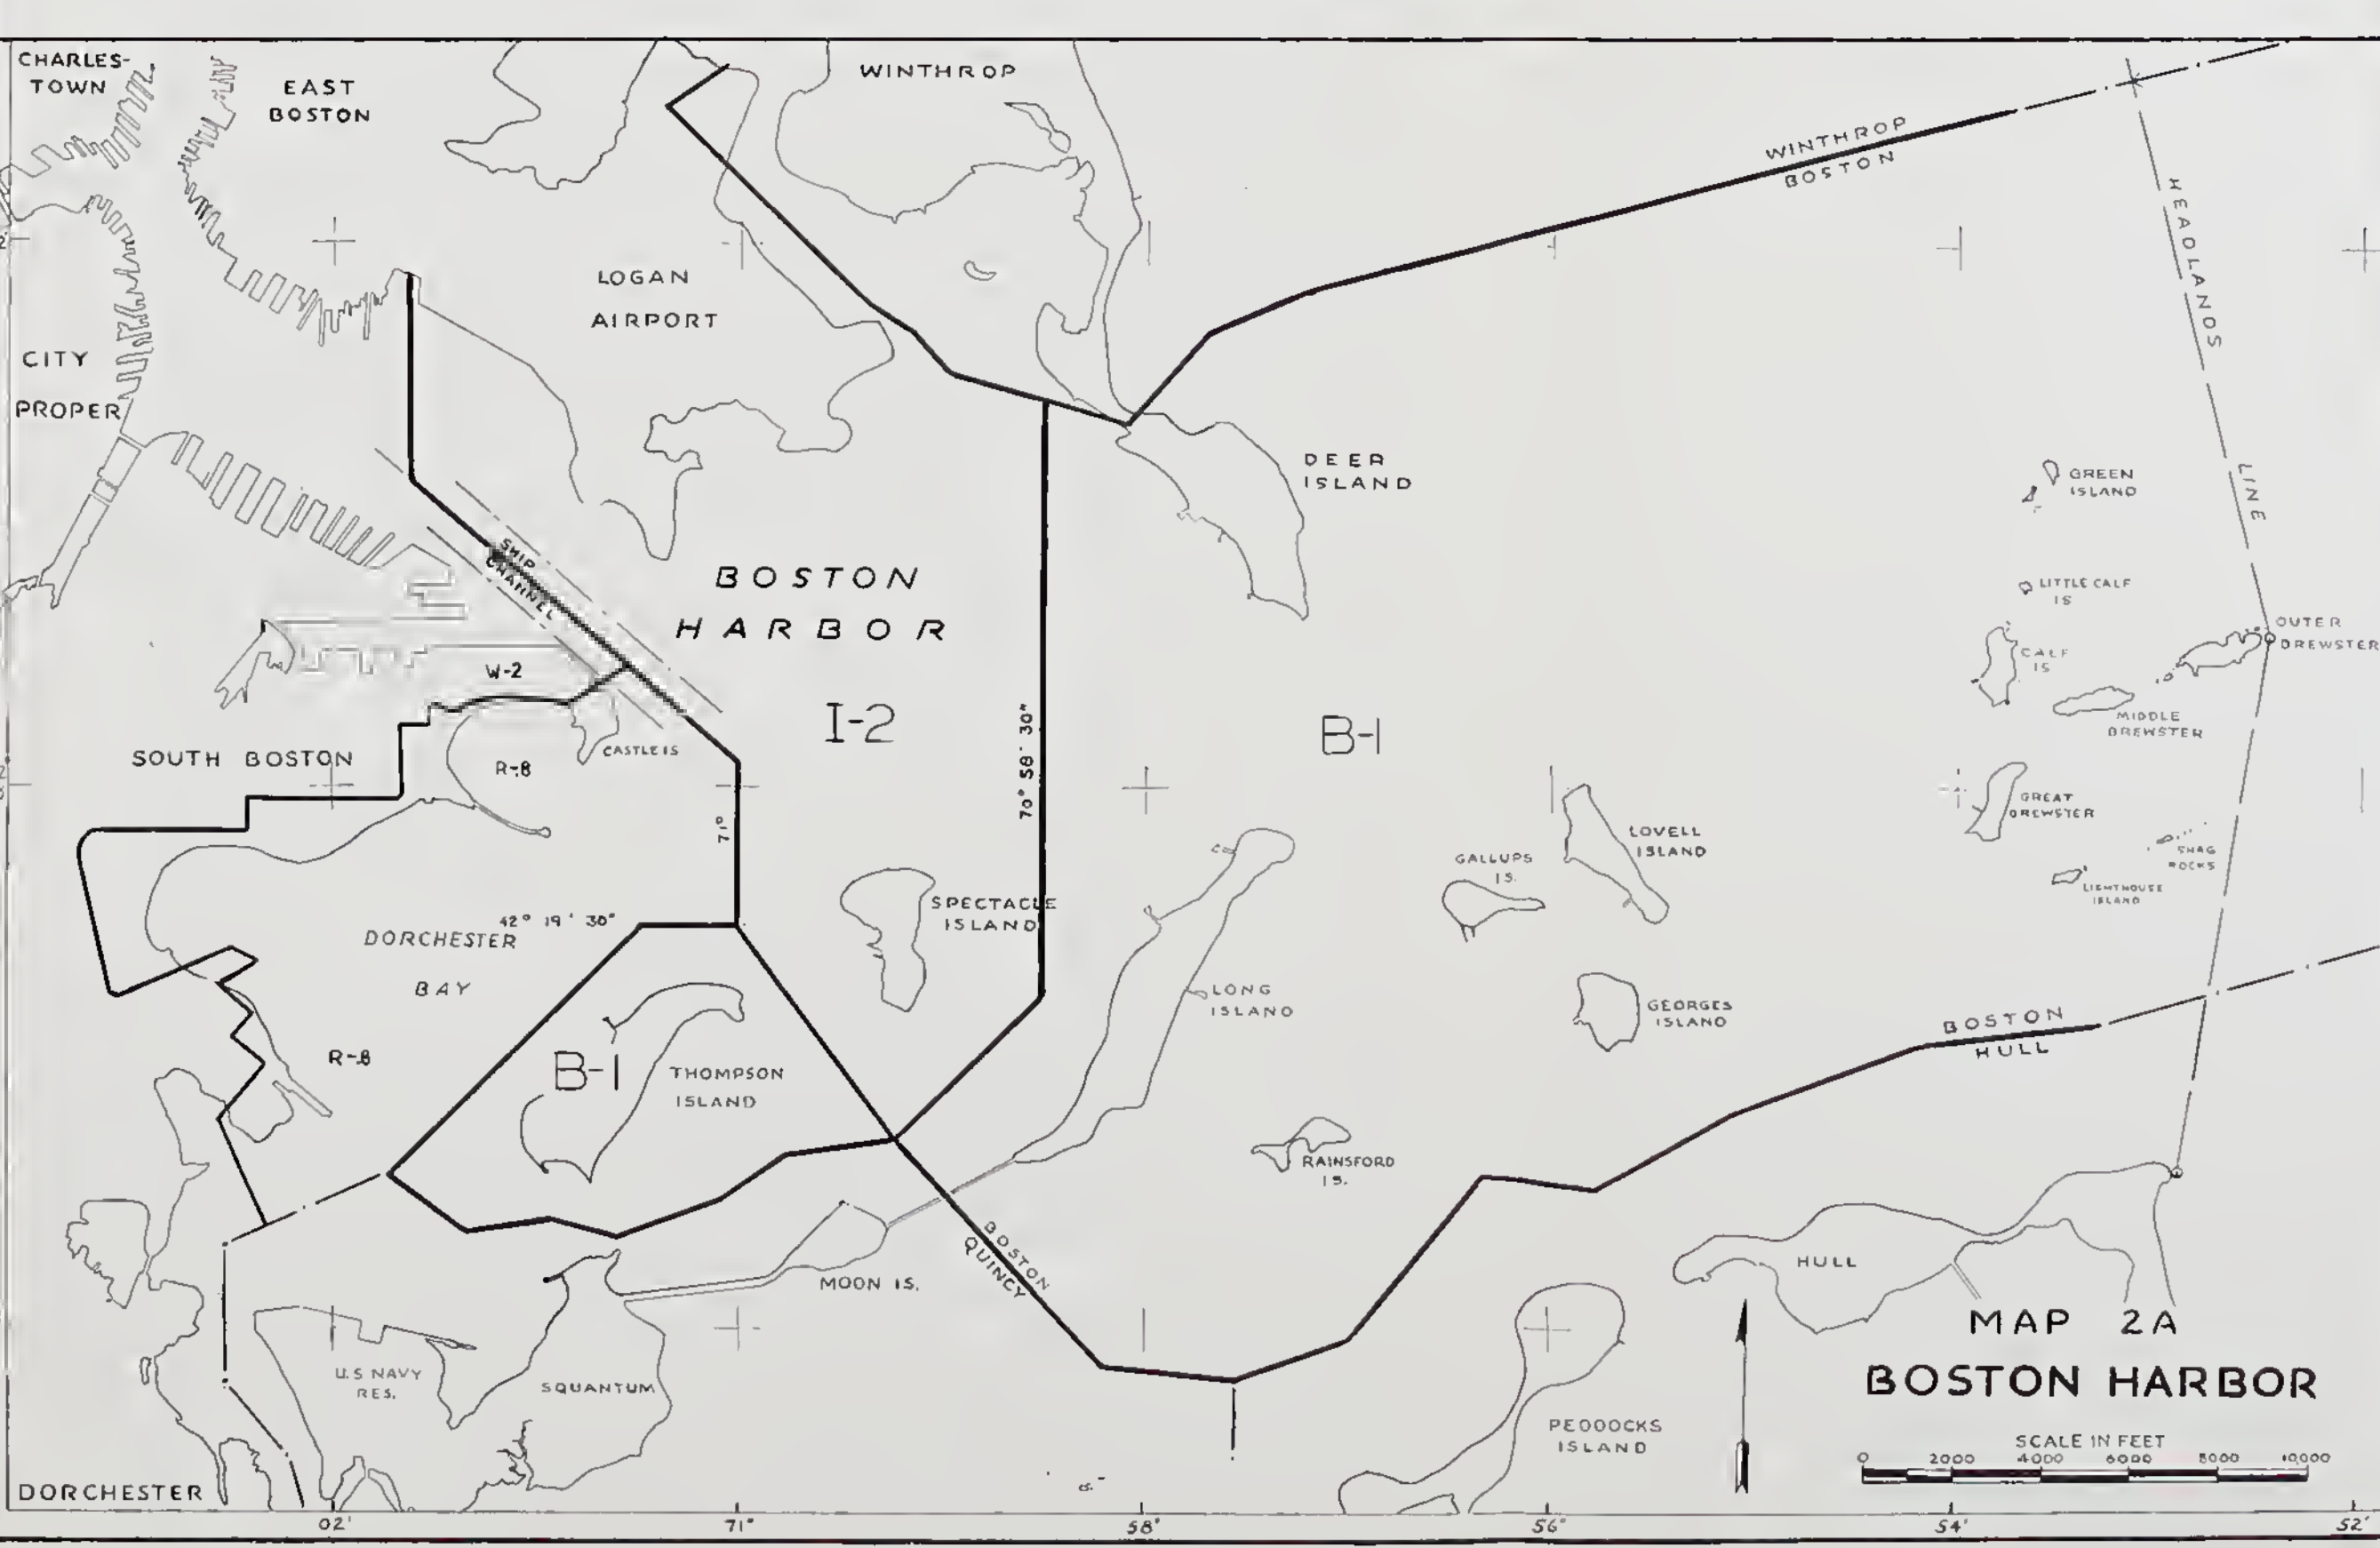 CHARLES-
TOWN
EAST
BOSTON
WINTHROP
WINTHROP
BOSTON
HEADLANDS
LINE
LOGAN
AIRPORT
CITY
PROPER
DEER
ISLAND
GREEN
ISLAND
SHIP
CHANNEL
BOSTON
HARBOR
LITTLE CALF
IS
OUTER
BREWSTER
CALF
IS
W-2
I-2
B-1
70° 58' 30"
MIDDLE
BREWSTER
SOUTH BOSTON
CASTLE IS
R-8
71°
GREAT
BREWSTER
LOVELL
ISLAND
GALLUPS
IS.
SHAG
ROCKS
LIGHTHOUSE
ISLAND
SPECTACLE
ISLAND
42° 19' 30"
DORCHESTER
BAY
LONG
ISLAND
GEORGES
ISLAND
BOSTON
HULL
R-8
B-1
THOMPSON
ISLAND
RAINSFORD
IS.
BOSTON
QUINCY
MOON IS.
HULL
MAP 2A
BOSTON HARBOR
U.S NAVY
RES.
SQUANTUM
PEDDOCKS
ISLAND
SCALE IN FEET
0 2000 4000 6000 8000 10,000
DORCHESTER
02' 71° 58' 56' 54' 52'